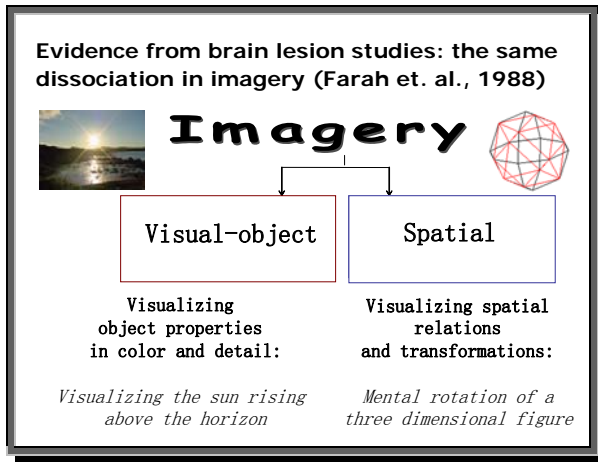 Evidence from brain lesion studies: the same
dissociation in imagery (Farah et. al., 1988)
Imagery
Visual-object
Spatial
Visualizing
object properties
in color and detail:
Visualizing the sun rising
above the horizon
Visualizing spatial
relations
and transformations:
Mental rotation of a
three dimensional figure